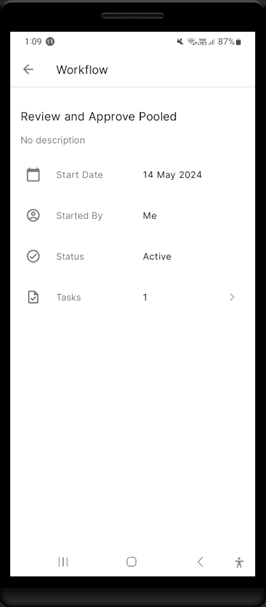 1:09 11 87%
Workflow
Review and Approve Pooled
No description
Start Date 14 May 2024
Started By Me
Status Active
Tasks 1